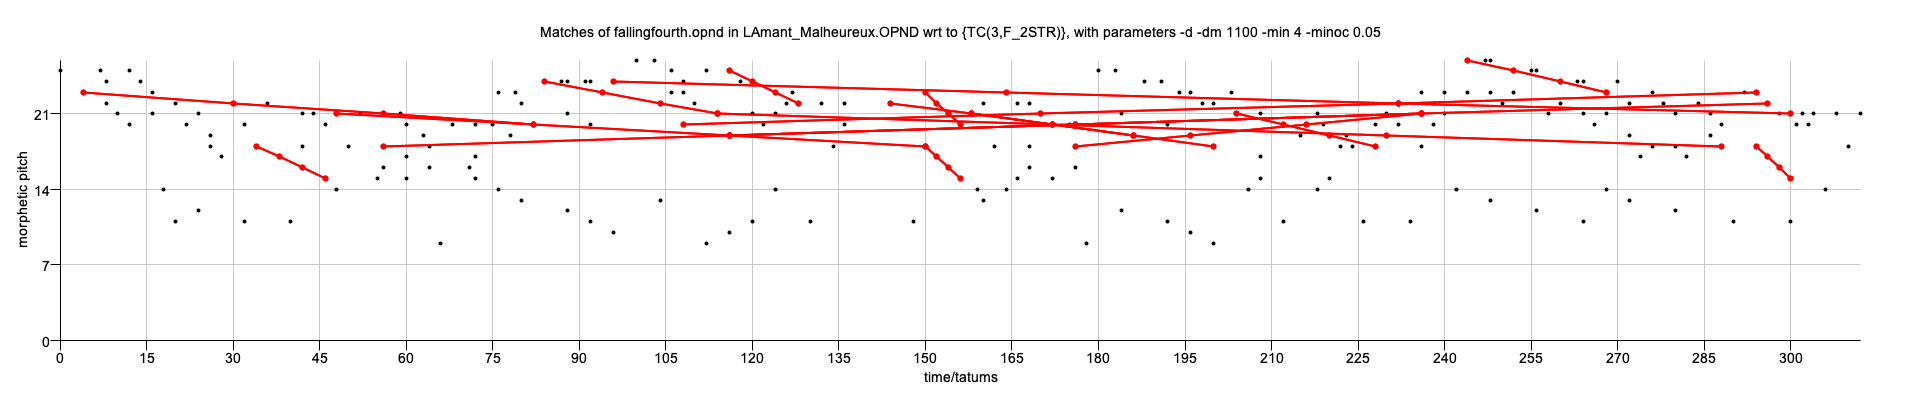 Matches of fallingfourth.opnd in LAmant_Malheureux.OPND wrt to {TC(3,F_2STR)}, with parameters -d -dm 1100 -min 4 -minoc 0.05
morphetic pitch
21
14
7
0
0 15 30 45 60 75 90 105 120 135 150 165 180 195 210 225 240 255 270 285 300
time/tatums